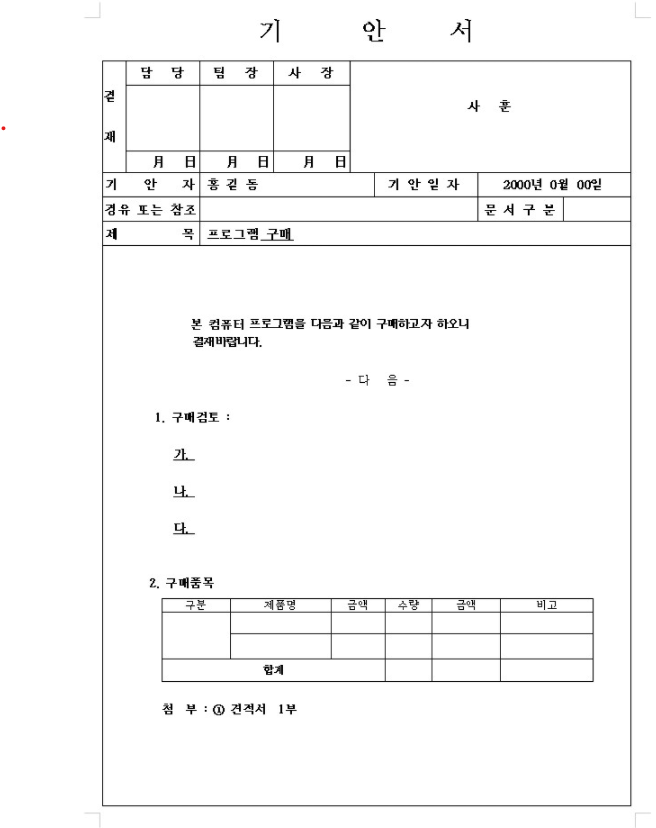 기 안 서
결 재
담 당 팀 장 사 장
사 훈
月 日 月 日 月 日
기 안 자 홍 길 동 기 안 일 자 2000년 0월 00일
경유 또는 참조 문 서 구 분
제 목 프로그램 구매
본 컴퓨터 프로그램을 다음과 같이 구매하고자 하오니
결재바랍니다.
- 다 음 -
1. 구매검토 :
가.
나.
다.
2. 구매품목
구분 제품명 금액 수량 금액 비고
합계
첨 부 : ① 견적서 1부